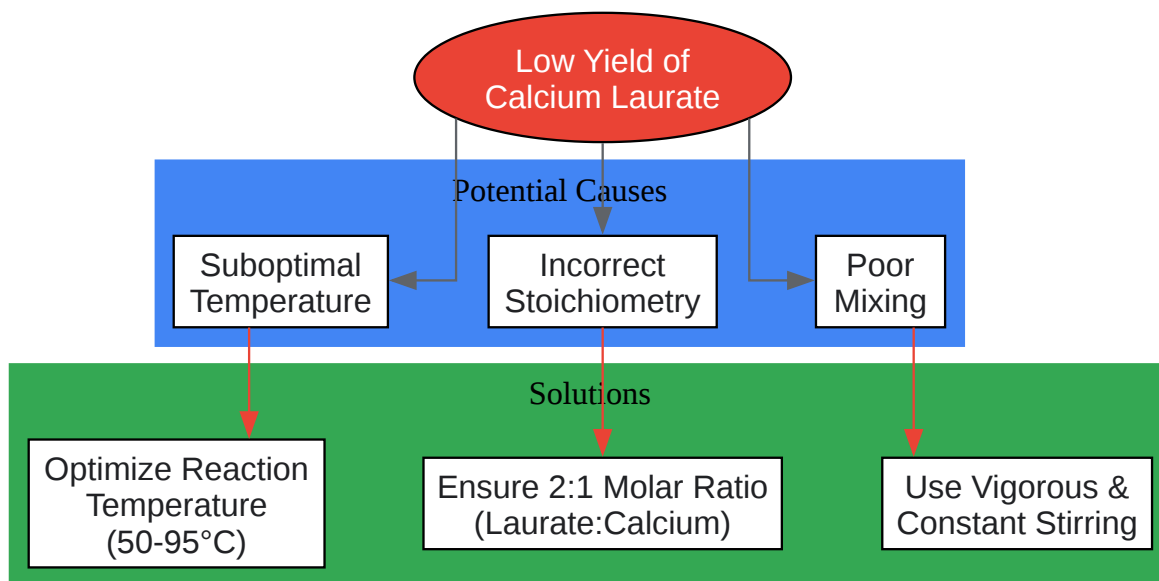 Low Yield of
Calcium Laurate
Potential Causes
Suboptimal
Temperature
Incorrect
Stoichiometry
Poor
Mixing
Solutions
Optimize Reaction
Temperature
(50-95°C)
Ensure 2:1 Molar Ratio
(Laurate:Calcium)
Use Vigorous &
Constant Stirring